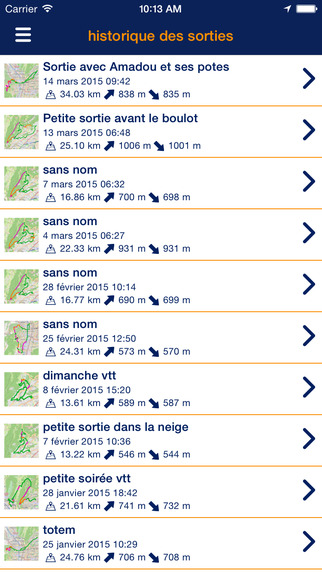 Carrier 10:13 AM
historique des sorties
Sortie avec Amadou et ses potes
14 mars 2015 09:42
34.03 km 838 m 835 m
Petite sortie avant le boulot
13 mars 2015 06:48
25.10 km 1006 m 1001 m
sans nom
7 mars 2015 06:32
16.86 km 700 m 698 m
sans nom
4 mars 2015 06:27
22.33 km 931 m 931 m
sans nom
28 février 2015 10:14
16.77 km 690 m 699 m
sans nom
25 février 2015 12:50
24.31 km 573 m 570 m
dimanche vtt
8 février 2015 15:20
13.61 km 589 m 587 m
petite sortie dans la neige
7 février 2015 10:36
13.22 km 546 m 544 m
petite soirée vtt
28 janvier 2015 18:42
21.61 km 741 m 732 m
totem
25 janvier 2015 10:29
24.76 km 706 m 708 m